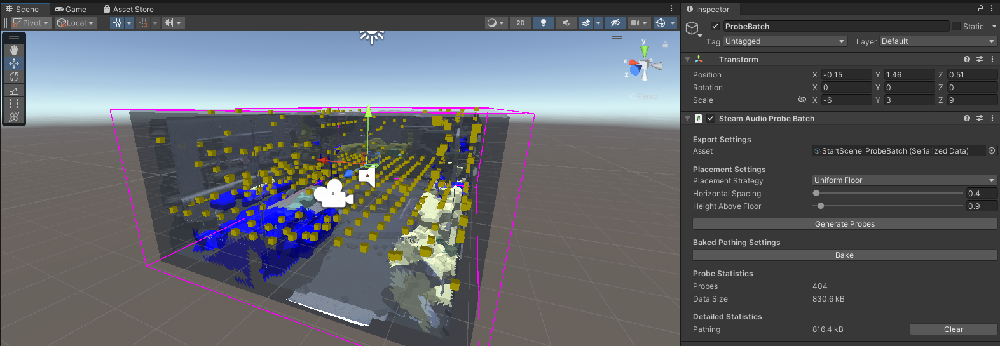 Scene Game Asset Store
Pivot Local 2D
y
x
z
Persp
Inspector
ProbeBatch Static
Tag Untagged Layer Default
Transform
Position X -0.15 Y 1.46 Z 0.51
Rotation X 0 Y 0 Z 0
Scale X -6 Y 3 Z 9
# Steam Audio Probe Batch
Export Settings
Asset StartScene_ProbeBatch (Serialized Data)
Placement Settings
Placement Strategy Uniform Floor
Horizontal Spacing 0.4
Height Above Floor 0.9
Generate Probes
Baked Pathing Settings
Bake
Probe Statistics
Probes 404
Data Size 830.6 kB
Detailed Statistics
Pathing 816.4 kB Clear